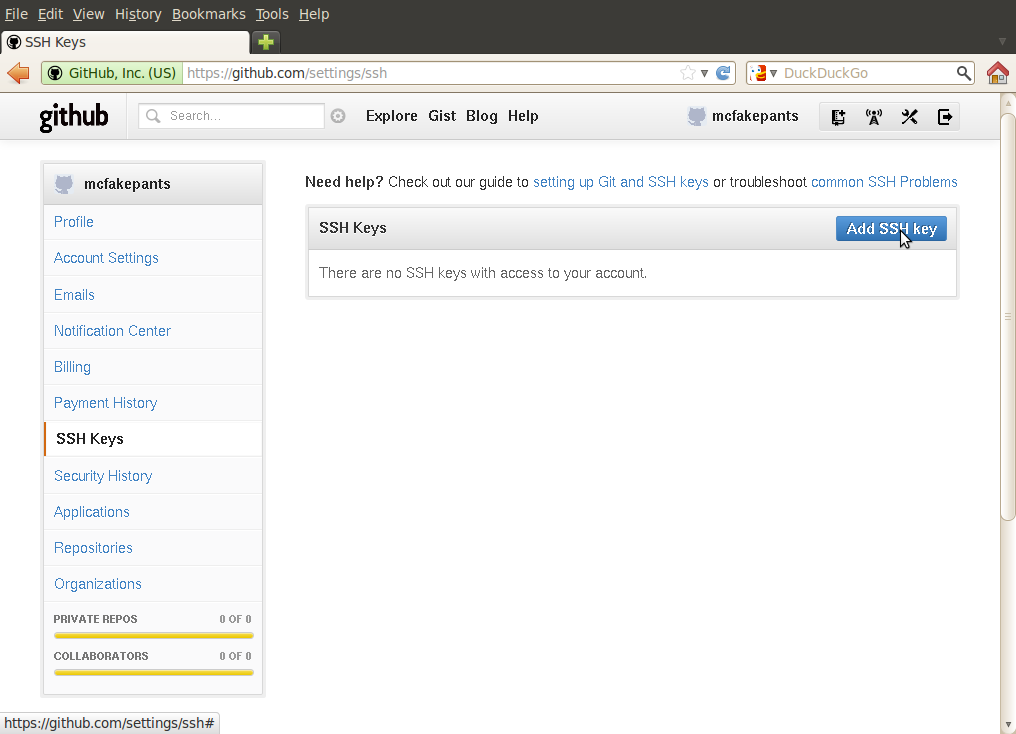 File Edit View History Bookmarks Tools Help
SSH Keys
GitHub, Inc. (US) https://github.com/settings/ssh DuckDuckGo
github Search... Explore Gist Blog Help mcfakepants
mcfakepants
Profile
Account Settings
Emails
Notification Center
Billing
Payment History
SSH Keys
Security History
Applications
Repositories
Organizations
PRIVATE REPOS 0 OF 0
COLLABORATORS 0 OF 0
Need help? Check out our guide to setting up Git and SSH keys or troubleshoot common SSH Problems
SSH Keys Add SSH key
There are no SSH keys with access to your account.
https://github.com/settings/ssh#